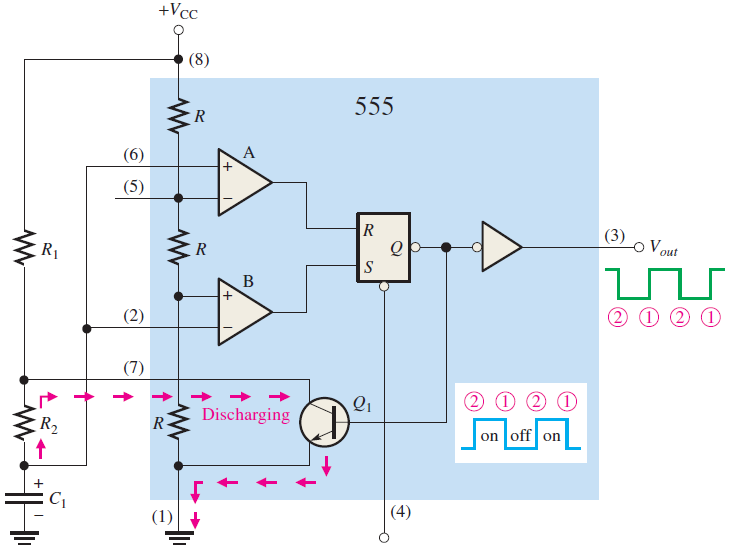 +VCC
(8)
555
R
(6)
A
+
(5)
−
R
(3)
Vout
R1
R
Q
S
B
+
② ① ② ①
(2)
−
(7)
② ① ② ①
Q1
R2
R
Discharging
on off on
+
C1
−
(1)
(4)